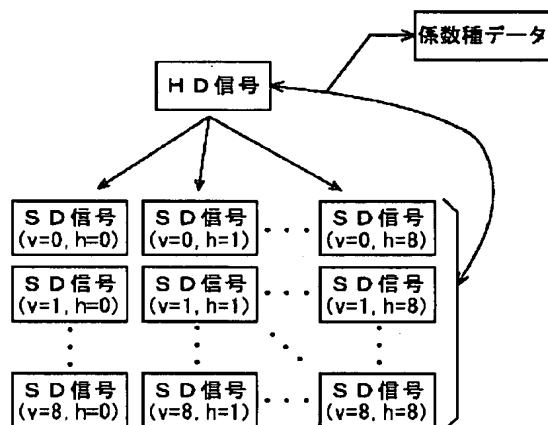 係数種データ
HD信号
SD信号 SD信号 SD信号
(v=0, h=0) (v=0, h=1) ・・・ (v=0, h=8)
SD信号 SD信号 SD信号
(v=1, h=0) (v=1, h=1) ・・・ (v=1, h=8)
SD信号 SD信号 SD信号
(v=8, h=0) (v=8, h=1) ・・・ (v=8, h=8)